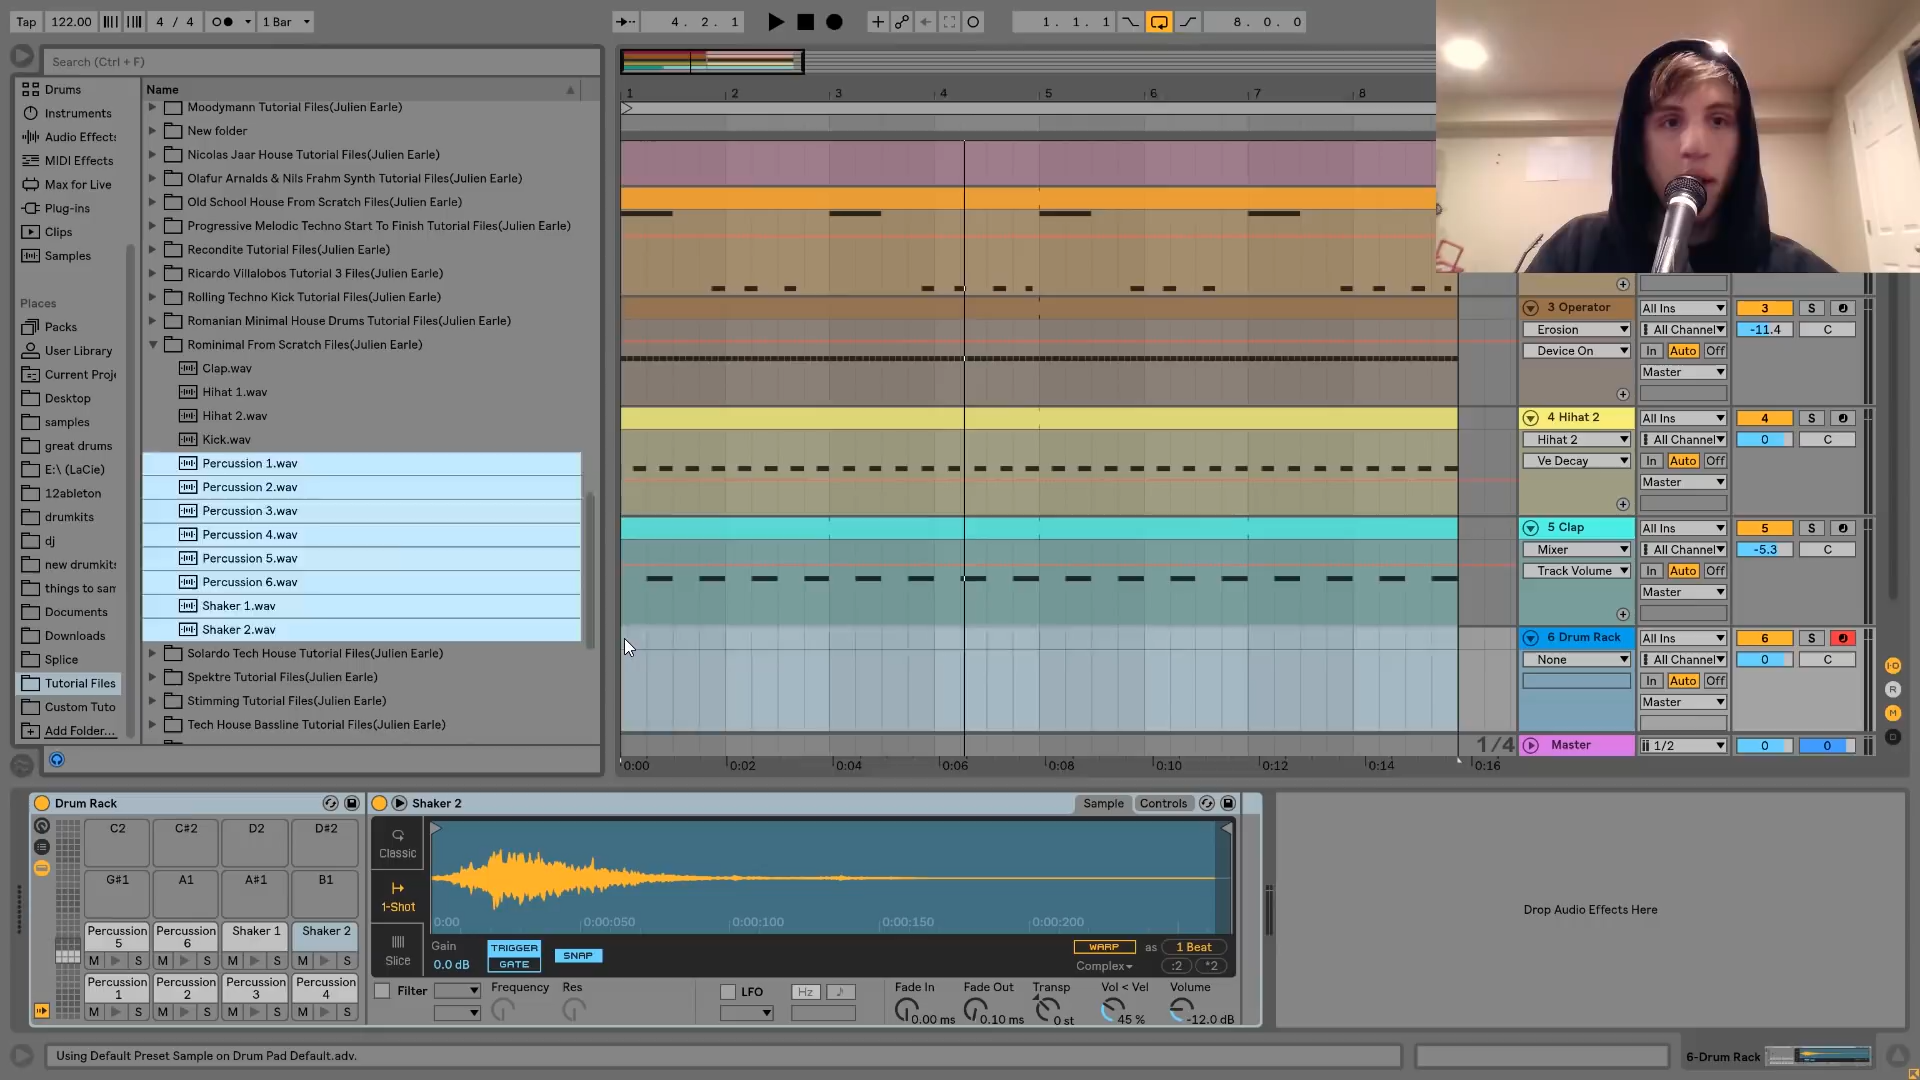 Tap 122.00 4 / 4 1 Bar 4. 2. 1 1. 1. 1 8. 0. 0
Search (Ctrl + F)
Drums
Instruments
Audio Effects
MIDI Effects
Max for Live
Plug-ins
Clips
Samples
Places
Packs
User Library
Current Proje
Desktop
samples
great drums
E:\ (LaCie)
12ableton
drumkits
dj
new drumkits
things to sam
Documents
Downloads
Splice
Tutorial Files
Custom Tuto
Add Folder...
Name
Moodymann Tutorial Files(Julien Earle)
New folder
Nicolas Jaar House Tutorial Files(Julien Earle)
Olafur Arnalds & Nils Frahm Synth Tutorial Files(Julien Earle)
Old School House From Scratch Files(Julien Earle)
Progressive Melodic Techno Start To Finish Tutorial Files(Julien Earle)
Recondite Tutorial Files(Julien Earle)
Ricardo Villalobos Tutorial 3 Files(Julien Earle)
Rolling Techno Kick Tutorial Files(Julien Earle)
Romanian Minimal House Drums Tutorial Files(Julien Earle)
Rominimal From Scratch Files(Julien Earle)
Clap.wav
Hihat 1.wav
Hihat 2.wav
Kick.wav
Percussion 1.wav
Percussion 2.wav
Percussion 3.wav
Percussion 4.wav
Percussion 5.wav
Percussion 6.wav
Shaker 1.wav
Shaker 2.wav
Solardo Tech House Tutorial Files(Julien Earle)
Spektre Tutorial Files(Julien Earle)
Stimming Tutorial Files(Julien Earle)
Tech House Bassline Tutorial Files(Julien Earle)
1 2 3 4 5 6 7 8
3 Operator All Ins 3 S
Erosion All Channel -11.4 C
Device On In Auto Off
Master
4 Hihat 2 All Ins 4 S
Hihat 2 All Channel 0 C
Ve Decay In Auto Off
Master
5 Clap All Ins 5 S
Mixer All Channel -5.3 C
Track Volume In Auto Off
Master
6 Drum Rack All Ins 6 S
None All Channel 0 C
In Auto Off
Master
1/4 Master 1/2 0 0
0:00 0:02 0:04 0:06 0:08 0:10 0:12 0:14 0:16
I·O
R
M
D
Drum Rack
C2 C#2 D2 D#2
G#1 A1 A#1 B1
Percussion 5 Percussion 6 Shaker 1 Shaker 2
M S M S M S M S
Percussion 1 Percussion 2 Percussion 3 Percussion 4
M S M S M S M S
Shaker 2 Sample Controls
Classic
1-Shot
Slice
0:00 0:00:050 0:00:100 0:00:150 0:00:200
Gain
0.0 dB
TRIGGER
GATE
SNAP
WARP as 1 Beat
Complex :2 *2
Filter Frequency Res
LFO Hz
Fade In Fade Out Transp Vol < Vel Volume
0.00 ms 0.10 ms 0 st 45 % -12.0 dB
Drop Audio Effects Here
Using Default Preset Sample on Drum Pad Default.adv.
6-Drum Rack